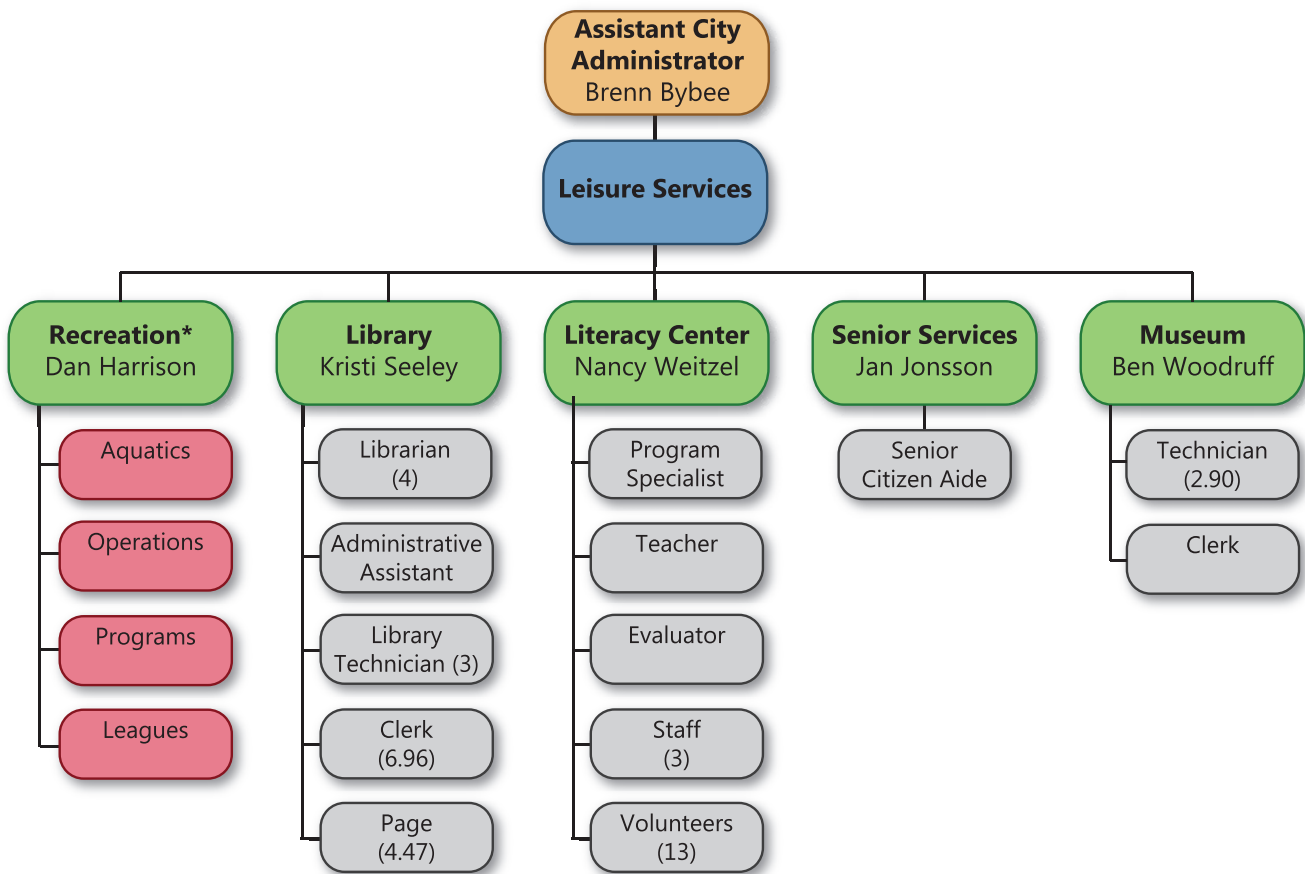 Assistant City
Administrator
Brenn Bybee
Leisure Services
Recreation*
Dan Harrison
Aquatics
Operations
Programs
Leagues
Library
Kristi Seeley
Librarian
(4)
Administrative
Assistant
Library
Technician (3)
Clerk
(6.96)
Page
(4.47)
Literacy Center
Nancy Weitzel
Program
Specialist
Teacher
Evaluator
Staff
(3)
Volunteers
(13)
Senior Services
Jan Jonsson
Senior
Citizen Aide
Museum
Ben Woodruff
Technician
(2.90)
Clerk